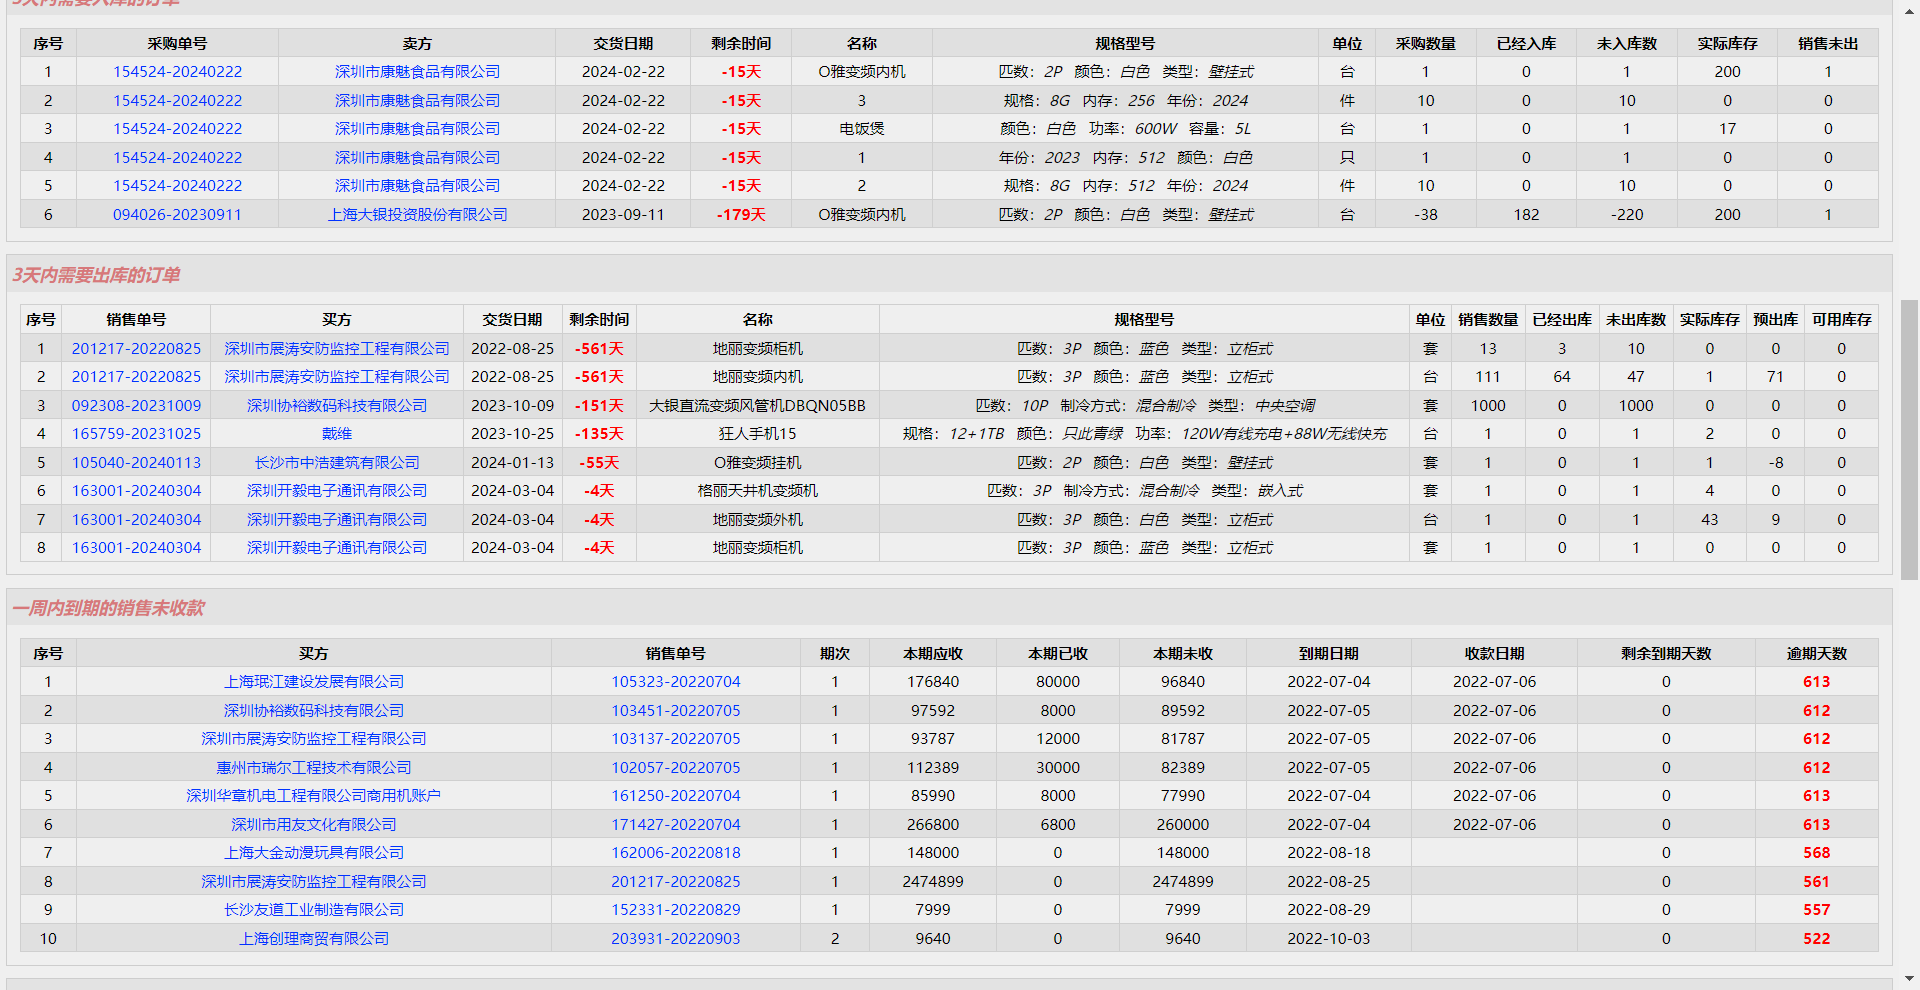 3天内需要入库的订单
序号 采购单号 卖方 交货日期 剩余时间 名称 规格型号 单位 采购数量 已经入库 未入库数 实际库存 销售未出
1 154524-20240222 深圳市康魅食品有限公司 2024-02-22 -15天 O雅变频内机 匹数：2P 颜色：白色 类型：壁挂式 台 1 0 1 200 1
2 154524-20240222 深圳市康魅食品有限公司 2024-02-22 -15天 3 规格：8G 内存：256 年份：2024 件 10 0 10 0 0
3 154524-20240222 深圳市康魅食品有限公司 2024-02-22 -15天 电饭煲 颜色：白色 功率：600W 容量：5L 台 1 0 1 17 0
4 154524-20240222 深圳市康魅食品有限公司 2024-02-22 -15天 1 年份：2023 内存：512 颜色：白色 只 1 0 1 0 0
5 154524-20240222 深圳市康魅食品有限公司 2024-02-22 -15天 2 规格：8G 内存：512 年份：2024 件 10 0 10 0 0
6 094026-20230911 上海大银投资股份有限公司 2023-09-11 -179天 O雅变频内机 匹数：2P 颜色：白色 类型：壁挂式 台 -38 182 -220 200 1
3天内需要出库的订单
序号 销售单号 买方 交货日期 剩余时间 名称 规格型号 单位 销售数量 已经出库 未出库数 实际库存 预出库 可用库存
1 201217-20220825 深圳市展涛安防监控工程有限公司 2022-08-25 -561天 地丽变频柜机 匹数：3P 颜色：蓝色 类型：立柜式 套 13 3 10 0 0 0
2 201217-20220825 深圳市展涛安防监控工程有限公司 2022-08-25 -561天 地丽变频内机 匹数：3P 颜色：蓝色 类型：立柜式 台 111 64 47 1 71 0
3 092308-20231009 深圳协裕数码科技有限公司 2023-10-09 -151天 大银直流变频风管机DBQN05BB 匹数：10P 制冷方式：混合制冷 类型：中央空调 套 1000 0 1000 0 0 0
4 165759-20231025 戴维 2023-10-25 -135天 狂人手机15 规格：12+1TB 颜色：只此青绿 功率：120W有线充电+88W无线快充 台 1 0 1 2 0 0
5 105040-20240113 长沙市中浩建筑有限公司 2024-01-13 -55天 O雅变频挂机 匹数：2P 颜色：白色 类型：壁挂式 套 1 0 1 1 -8 0
6 163001-20240304 深圳开毅电子通讯有限公司 2024-03-04 -4天 格丽天井机变频机 匹数：3P 制冷方式：混合制冷 类型：嵌入式 套 1 0 1 4 0 0
7 163001-20240304 深圳开毅电子通讯有限公司 2024-03-04 -4天 地丽变频外机 匹数：3P 颜色：白色 类型：立柜式 台 1 0 1 43 9 0
8 163001-20240304 深圳开毅电子通讯有限公司 2024-03-04 -4天 地丽变频柜机 匹数：3P 颜色：蓝色 类型：立柜式 套 1 0 1 0 0 0
一周内到期的销售未收款
序号 买方 销售单号 期次 本期应收 本期已收 本期未收 到期日期 收款日期 剩余到期天数 逾期天数
1 上海珉江建设发展有限公司 105323-20220704 1 176840 80000 96840 2022-07-04 2022-07-06 0 613
2 深圳协裕数码科技有限公司 103451-20220705 1 97592 8000 89592 2022-07-05 2022-07-06 0 612
3 深圳市展涛安防监控工程有限公司 103137-20220705 1 93787 12000 81787 2022-07-05 2022-07-06 0 612
4 惠州市瑞尔工程技术有限公司 102057-20220705 1 112389 30000 82389 2022-07-05 2022-07-06 0 612
5 深圳华章机电工程有限公司商用机账户 161250-20220704 1 85990 8000 77990 2022-07-04 2022-07-06 0 613
6 深圳市用友文化有限公司 171427-20220704 1 266800 6800 260000 2022-07-04 2022-07-06 0 613
7 上海大金动漫玩具有限公司 162006-20220818 1 148000 0 148000 2022-08-18 0 568
8 深圳市展涛安防监控工程有限公司 201217-20220825 1 2474899 0 2474899 2022-08-25 0 561
9 长沙友道工业制造有限公司 152331-20220829 1 7999 0 7999 2022-08-29 0 557
10 上海创理商贸有限公司 203931-20220903 2 9640 0 9640 2022-10-03 0 522